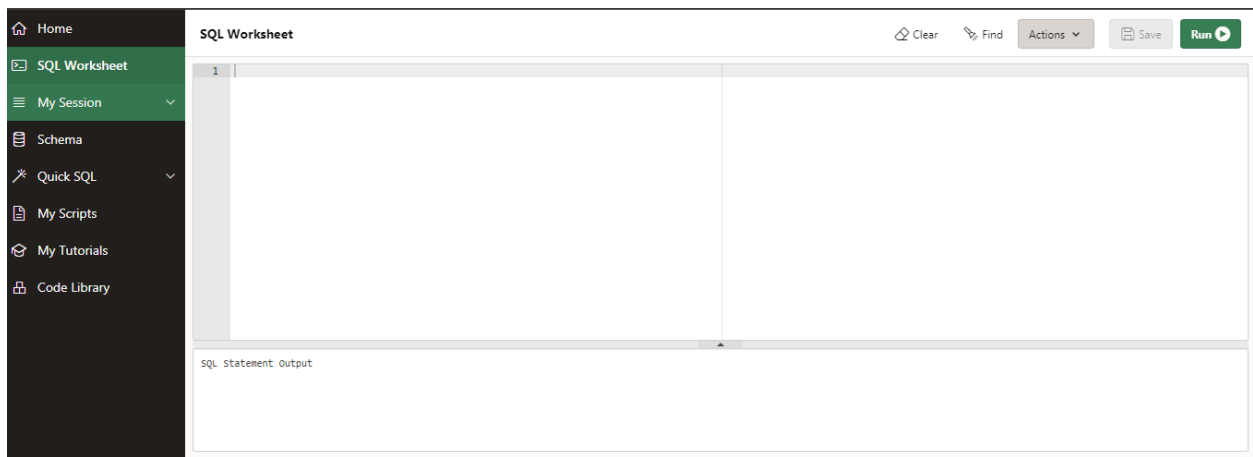 Home
SQL Worksheet
My Session
Schema
Quick SQL
My Scripts
My Tutorials
Code Library
SQL Worksheet
Clear
Find
Actions
Save
Run
1
SQL Statement Output